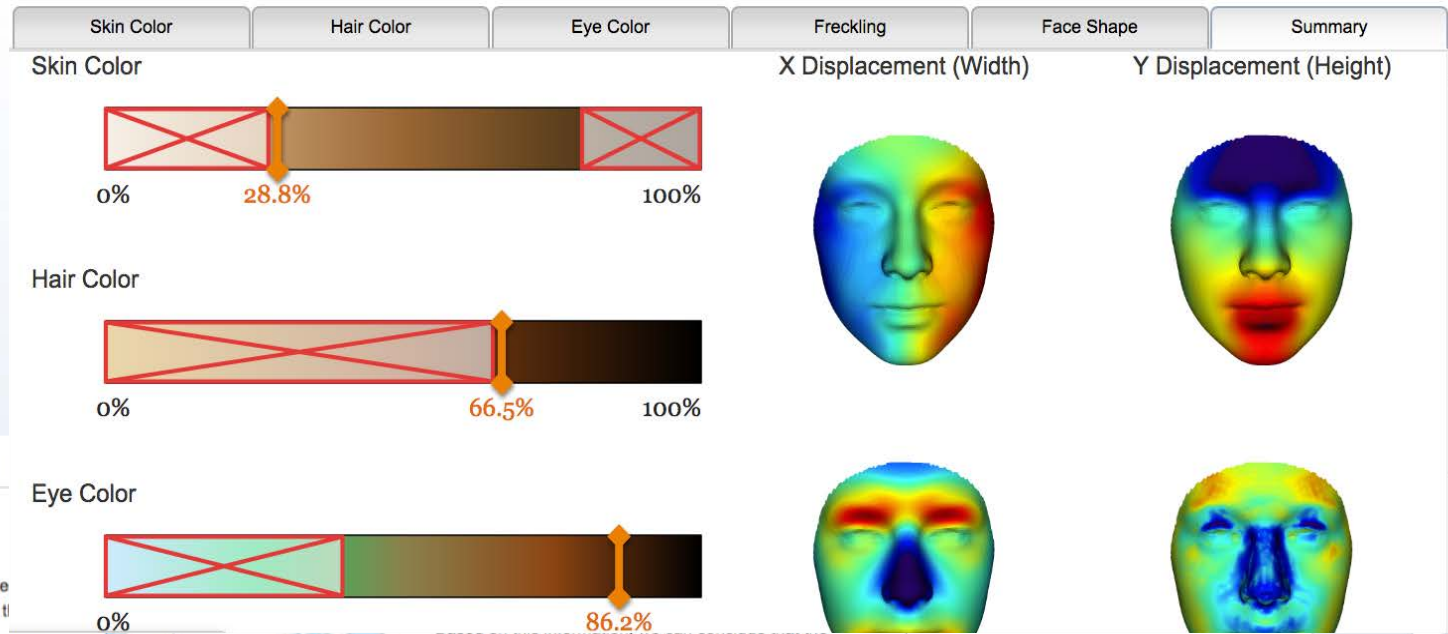 Skin Color
Hair Color
Eye Color
Freckling
Face Shape
Summary
Skin Color
0%
28.8%
100%
Hair Color
0%
66.5%
100%
Eye Color
0%
86.2%
X Displacement (Width)
Y Displacement (Height)